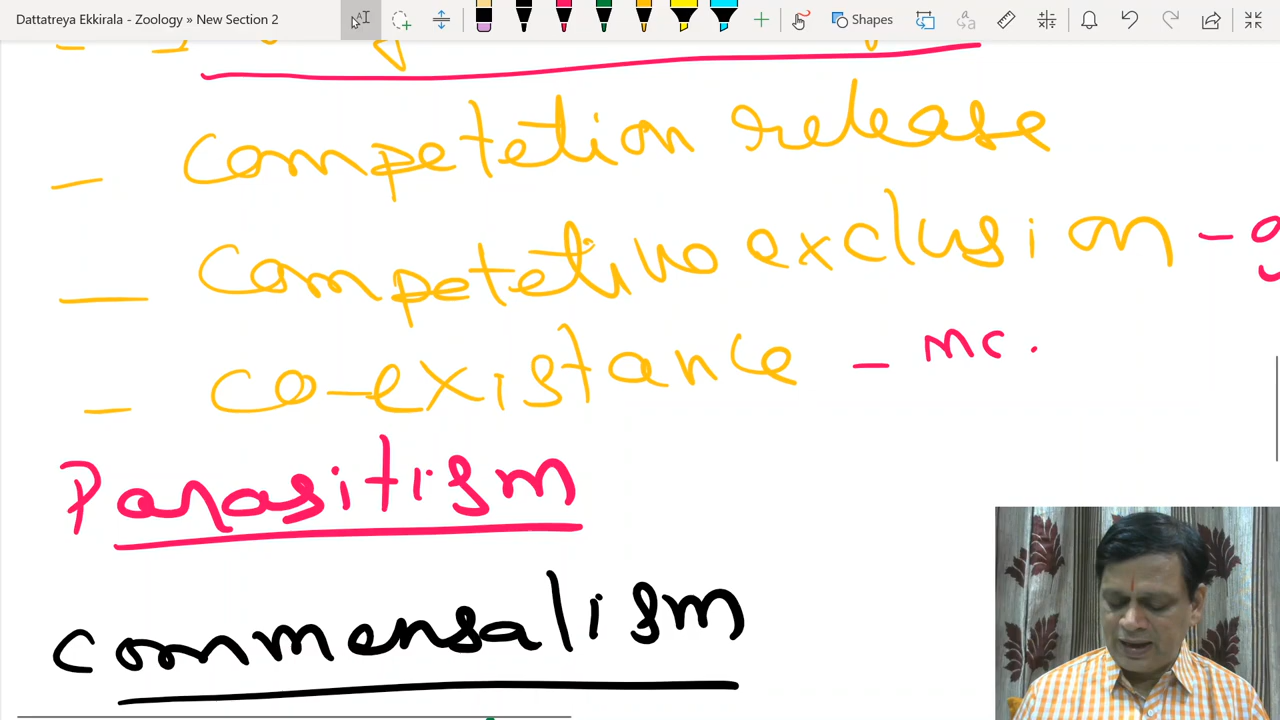 Dattatreya Ekkirala - Zoology » New Section 2
Shapes
- competetion release
- competetive exclusion - g
- co-existance - mc.
Parasitism
commensalism